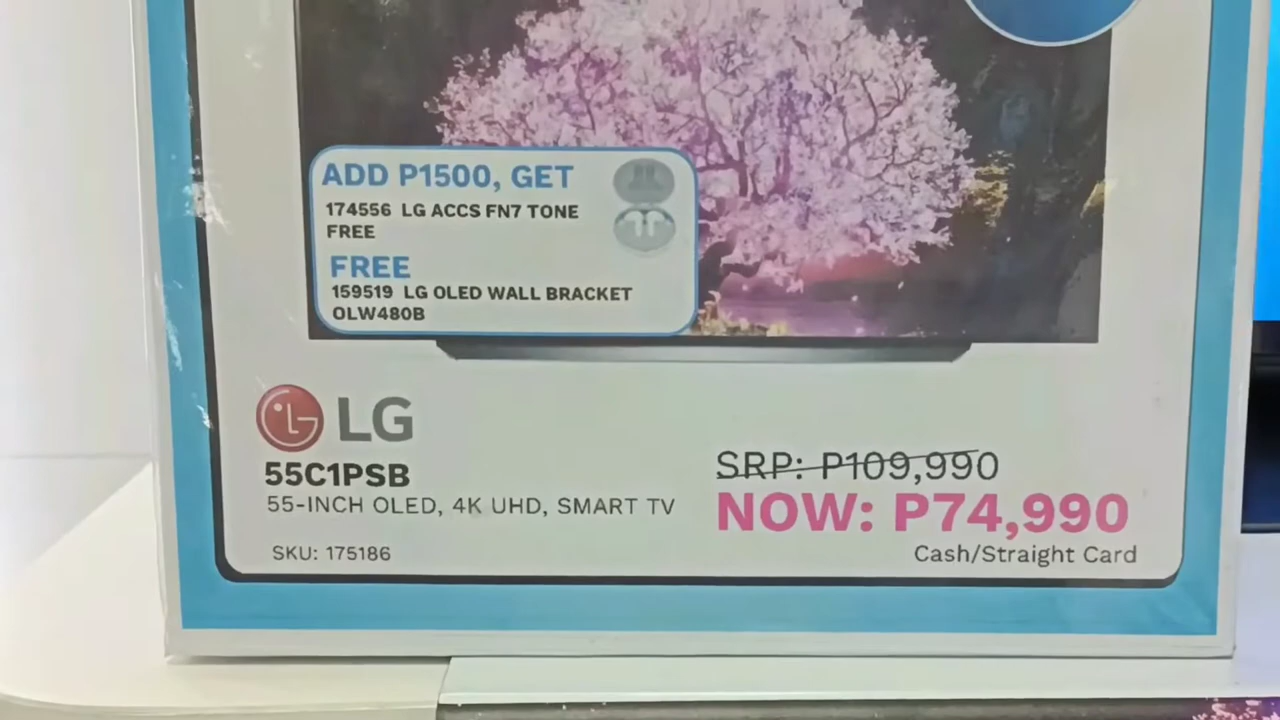 ADD P1500, GET
174556 LG ACCS FN7 TONE
FREE
FREE
159519 LG OLED WALL BRACKET
OLW480B
LG
55C1PSB
55-INCH OLED, 4K UHD, SMART TV
SKU: 175186
SRP: P109,990
NOW: P74,990
Cash/Straight Card